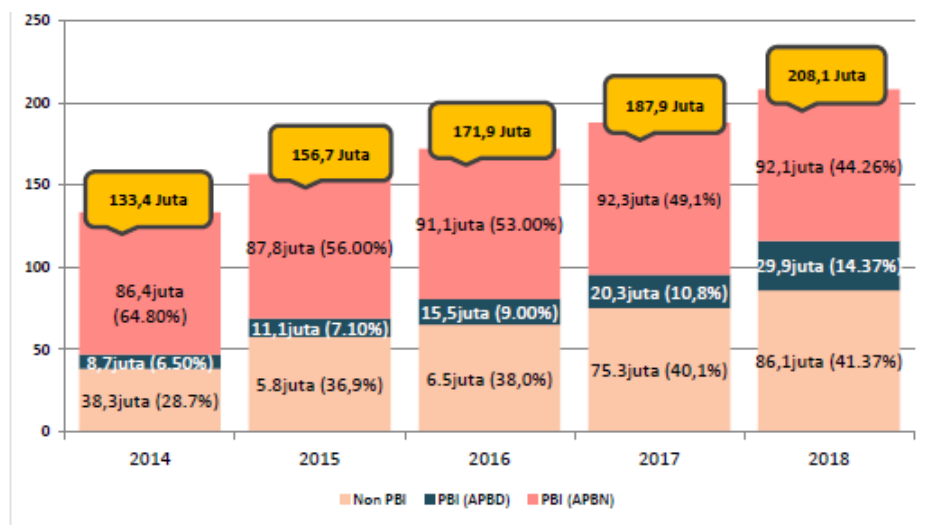 250
200
150
100
50
0
133,4 Juta
156,7 Juta
171,9 Juta
187,9 Juta
208,1 Juta
86,4juta
(64.80%)
8,7juta (6.50%)
38,3juta (28.7%)
87,8juta (56.00%)
11,1juta (7.10%)
5.8juta (36,9%)
91,1juta (53.00%)
15,5juta (9.00%)
6.5juta (38,0%)
92,3juta (49,1%)
20,3juta (10,8%)
75.3juta (40,1%)
92,1juta (44.26%)
29,9juta (14.37%)
86,1juta (41.37%)
2014
2015
2016
2017
2018
Non PBI
PBI (APBD)
PBI (APBN)